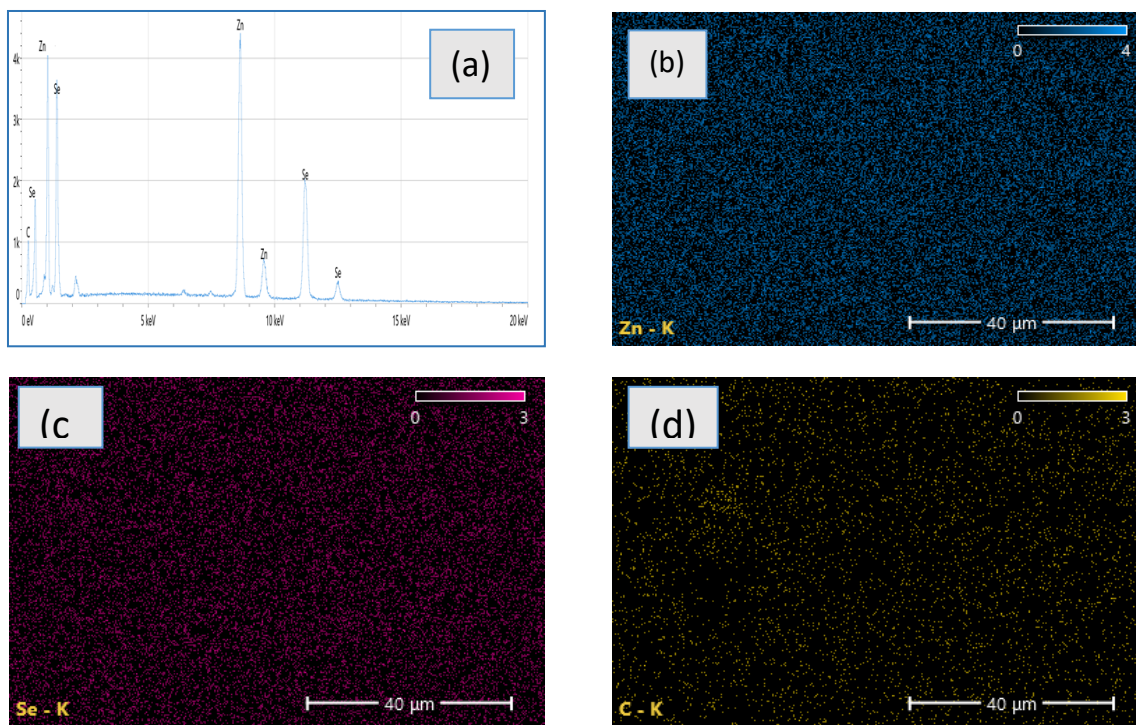 (a)
Zn
Zn
4k
Se
3k
2k
Se
Se
C
1k
Zn
Se
0
0 eV
5 keV
10 keV
15 keV
20 keV
(b)
0
4
Zn - K
40 µm
(c
0
3
Se - K
40 µm
(d)
0
3
C - K
40 µm